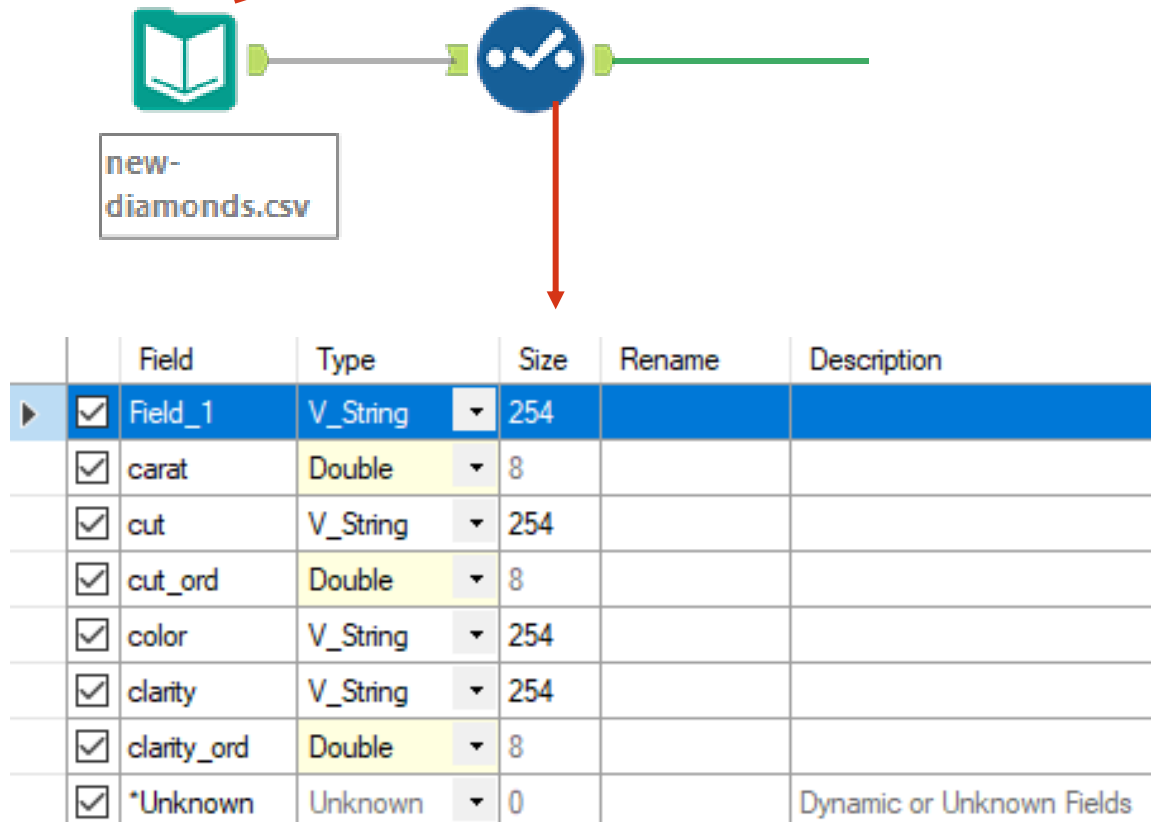 new-
diamonds.csv
Field Type Size Rename Description
Field_1 V_String 254
carat Double 8
cut V_String 254
cut_ord Double 8
color V_String 254
clarity V_String 254
clarity_ord Double 8
*Unknown Unknown 0 Dynamic or Unknown Fields